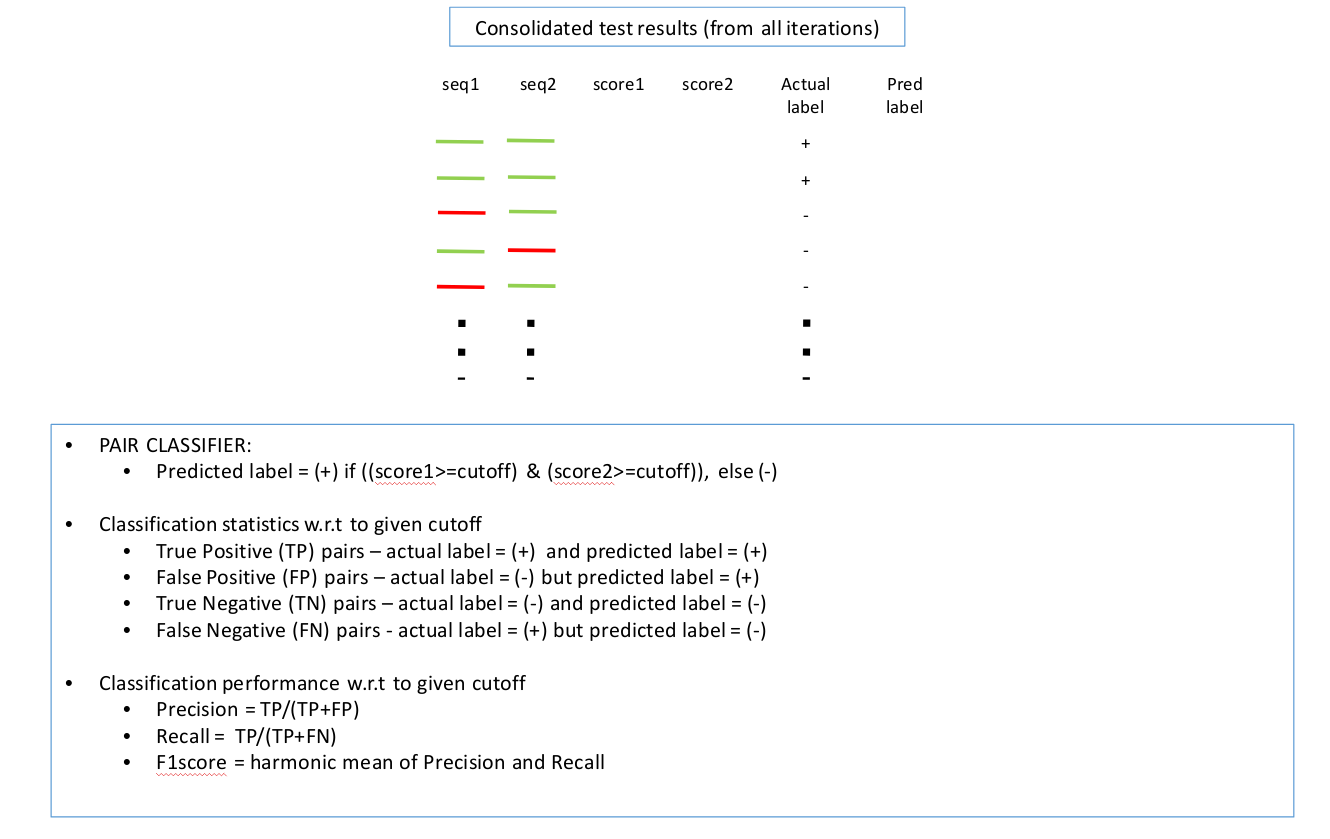 Consolidated test results (from all iterations)
seq1 seq2 score1 score2 Actual label Pred label
+
+
-
-
-
• PAIR CLASSIFIER:
• Predicted label = (+) if ((score1>=cutoff) & (score2>=cutoff)), else (-)
• Classification statistics w.r.t to given cutoff
• True Positive (TP) pairs – actual label = (+) and predicted label = (+)
• False Positive (FP) pairs – actual label = (-) but predicted label = (+)
• True Negative (TN) pairs – actual label = (-) and predicted label = (-)
• False Negative (FN) pairs - actual label = (+) but predicted label = (-)
• Classification performance w.r.t to given cutoff
• Precision = TP/(TP+FP)
• Recall = TP/(TP+FN)
• F1score = harmonic mean of Precision and Recall